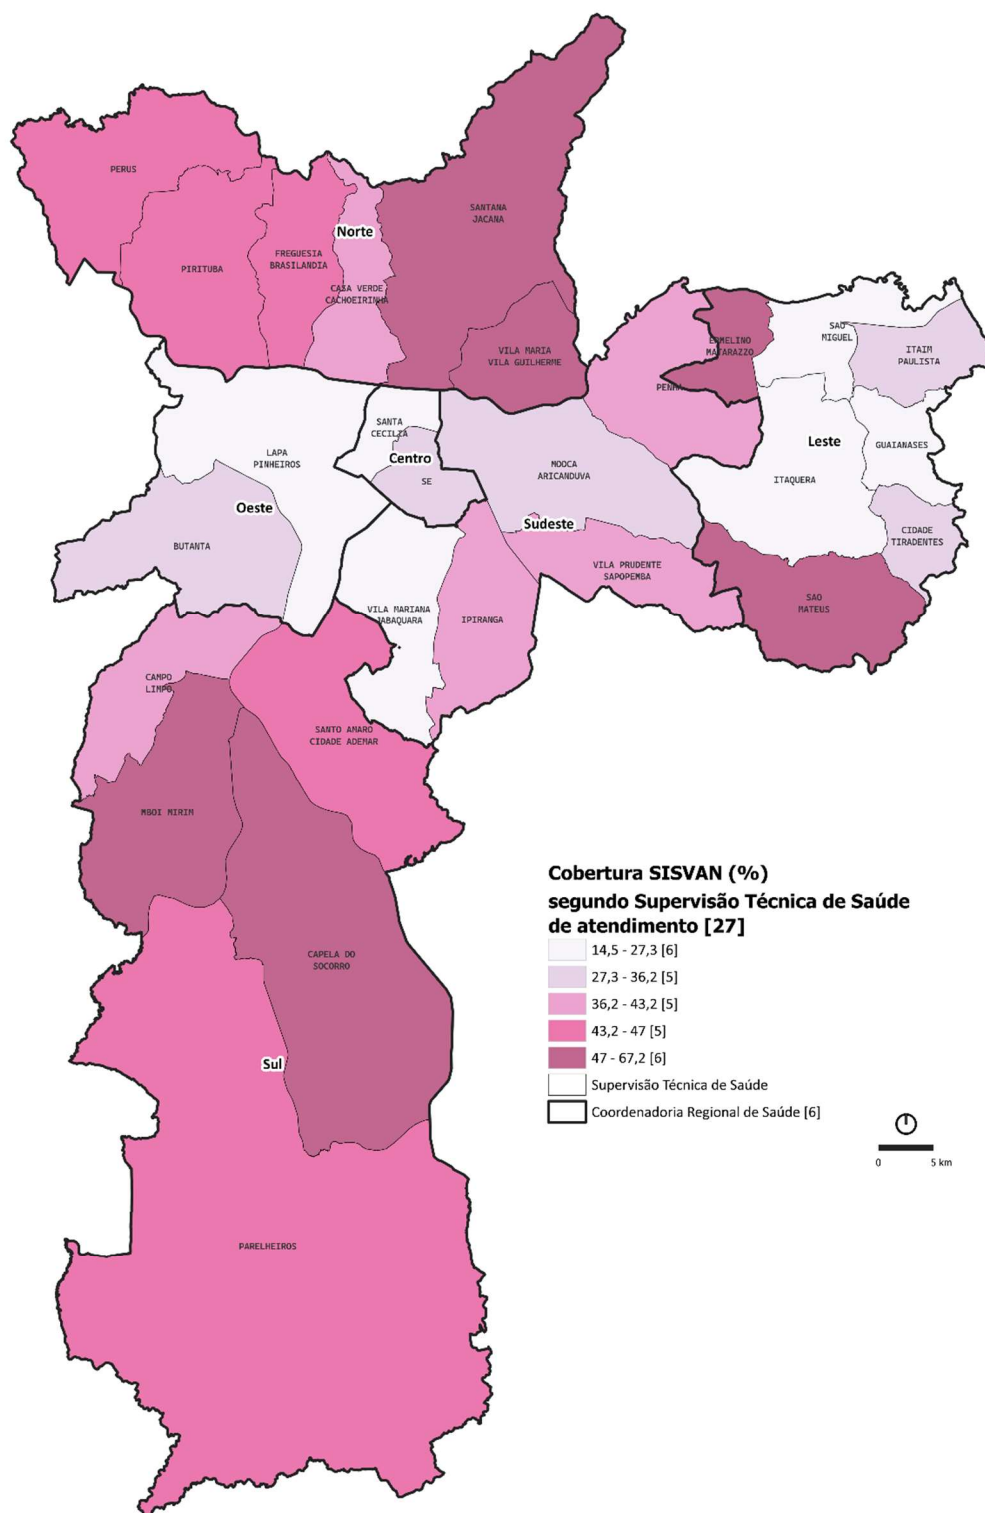 PERUS
SANTANA
JACANA
Norte
FREGUESIA
BRASILANDIA
PIRITUBA
CASA VERDE
CACHOEIRINHA
SAO
MIGUEL
ERMELINO
MATARAZZO
VILA MARIA
VILA GUILHERME
ITAIM
PAULISTA
PENHA
SANTA
CECILIA
Leste
GUAIANASES
LAPA
PINHEIROS
Centro
MOOCA
ARICANDUVA
SE
ITAQUERA
Oeste
Sudeste
CIDADE
TIRADENTES
BUTANTA
VILA PRUDENTE
SAPOPEMBA
SAO
MATEUS
VILA MARIANA
JABAQUARA
IPIRANGA
CAMPO
LIMPO
SANTO AMARO
CIDADE ADEMAR
MBOI MIRIM
CAPELA DO
SOCORRO
Sul
PARELHEIROS
Cobertura SISVAN (%)
segundo Supervisão Técnica de Saúde
de atendimento [27]
14,5 - 27,3 [6]
27,3 - 36,2 [5]
36,2 - 43,2 [5]
43,2 - 47 [5]
47 - 67,2 [6]
Supervisão Técnica de Saúde
Coordenadoria Regional de Saúde [6]
0 5 km